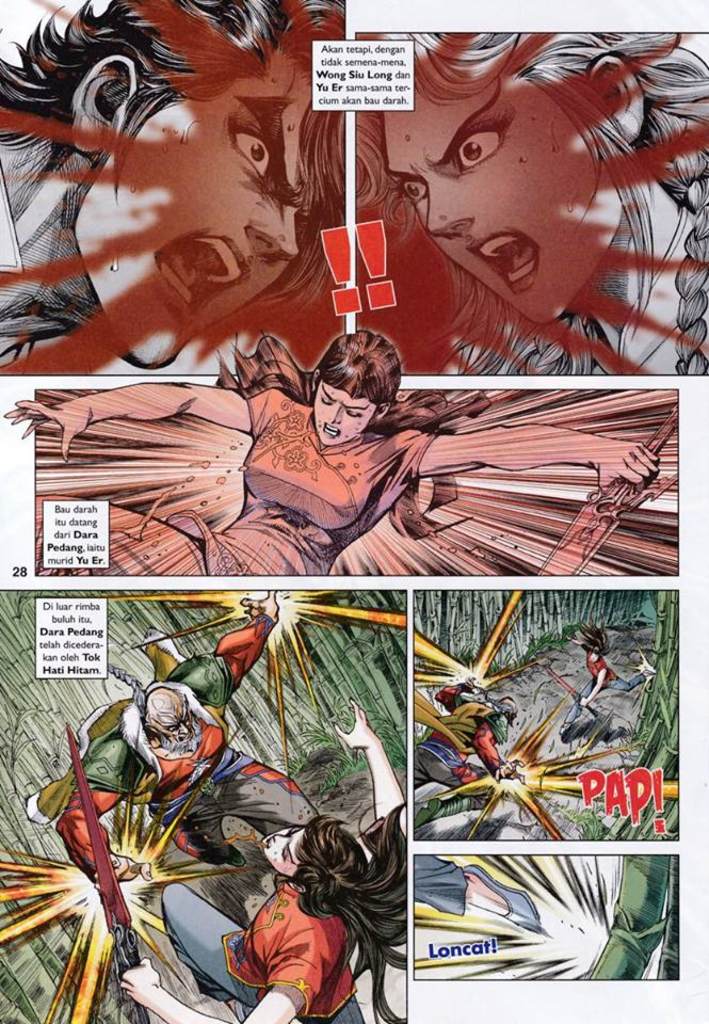 Akan tetapi, dengan
tidak semena-mena,
Wong Siu Long dan
Yu Er sama-sama ter-
cium akan bau darah.
!!
Bau darah
itu datang
dari Dara
Pedang, iaitu
murid Yu Er.
28
Di luar rimba
buluh itu,
Dara Pedang
telah dicedera-
kan oleh Tok
Hati Hitam.
PAP!
Loncat!